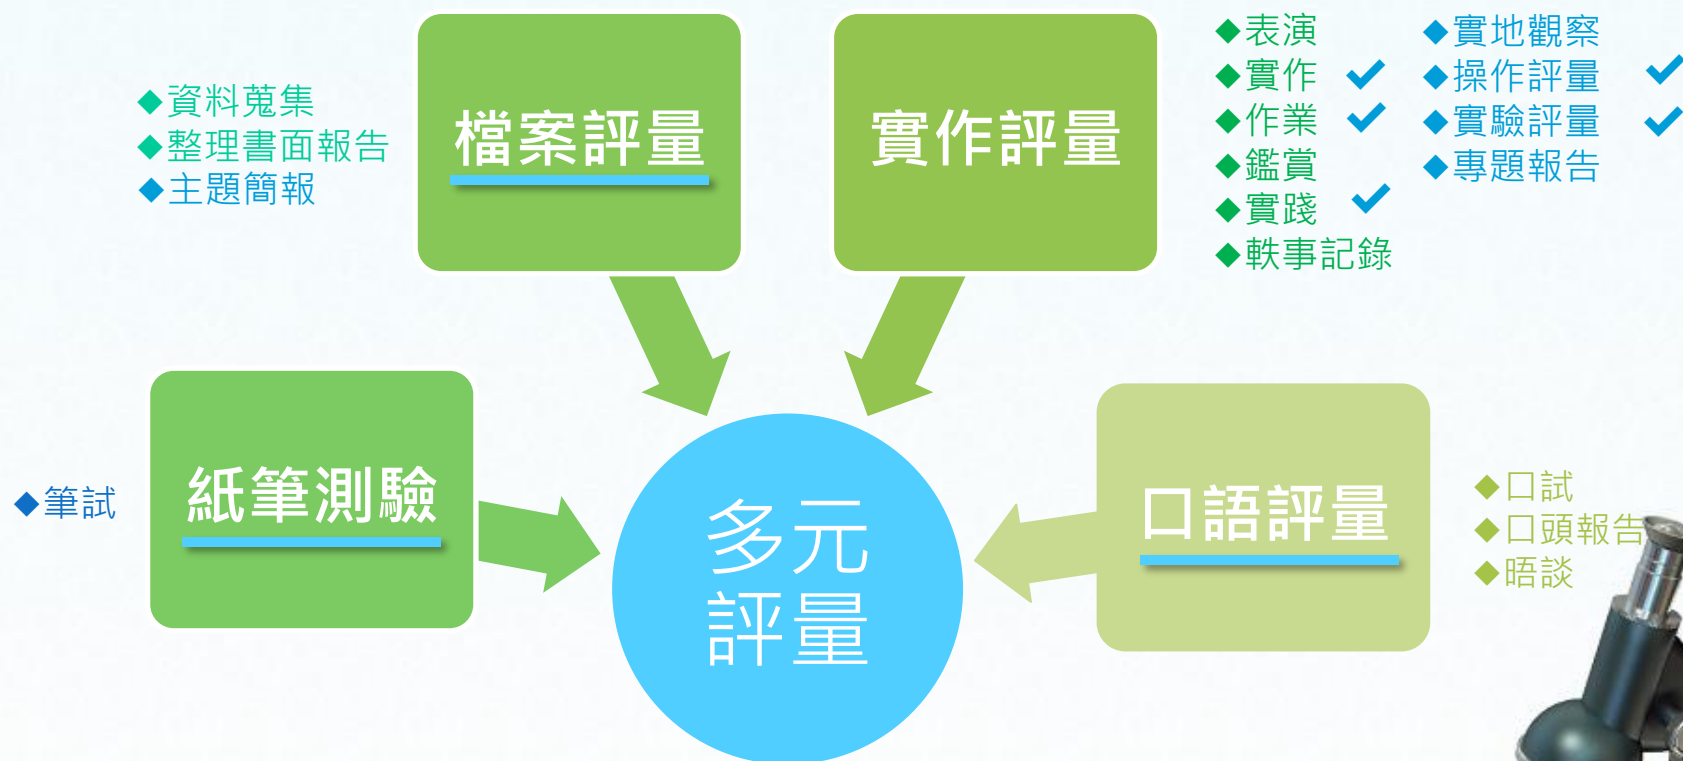 ◆資料蒐集
◆整理書面報告
◆主題簡報
檔案評量
實作評量
◆表演
◆實作 ✔
◆作業 ✔
◆鑑賞
◆實踐 ✔
◆軼事記錄
◆實地觀察
◆操作評量 ✔
◆實驗評量 ✔
◆專題報告
◆筆試
紙筆測驗
多元
評量
口語評量
◆口試
◆口頭報告
◆晤談